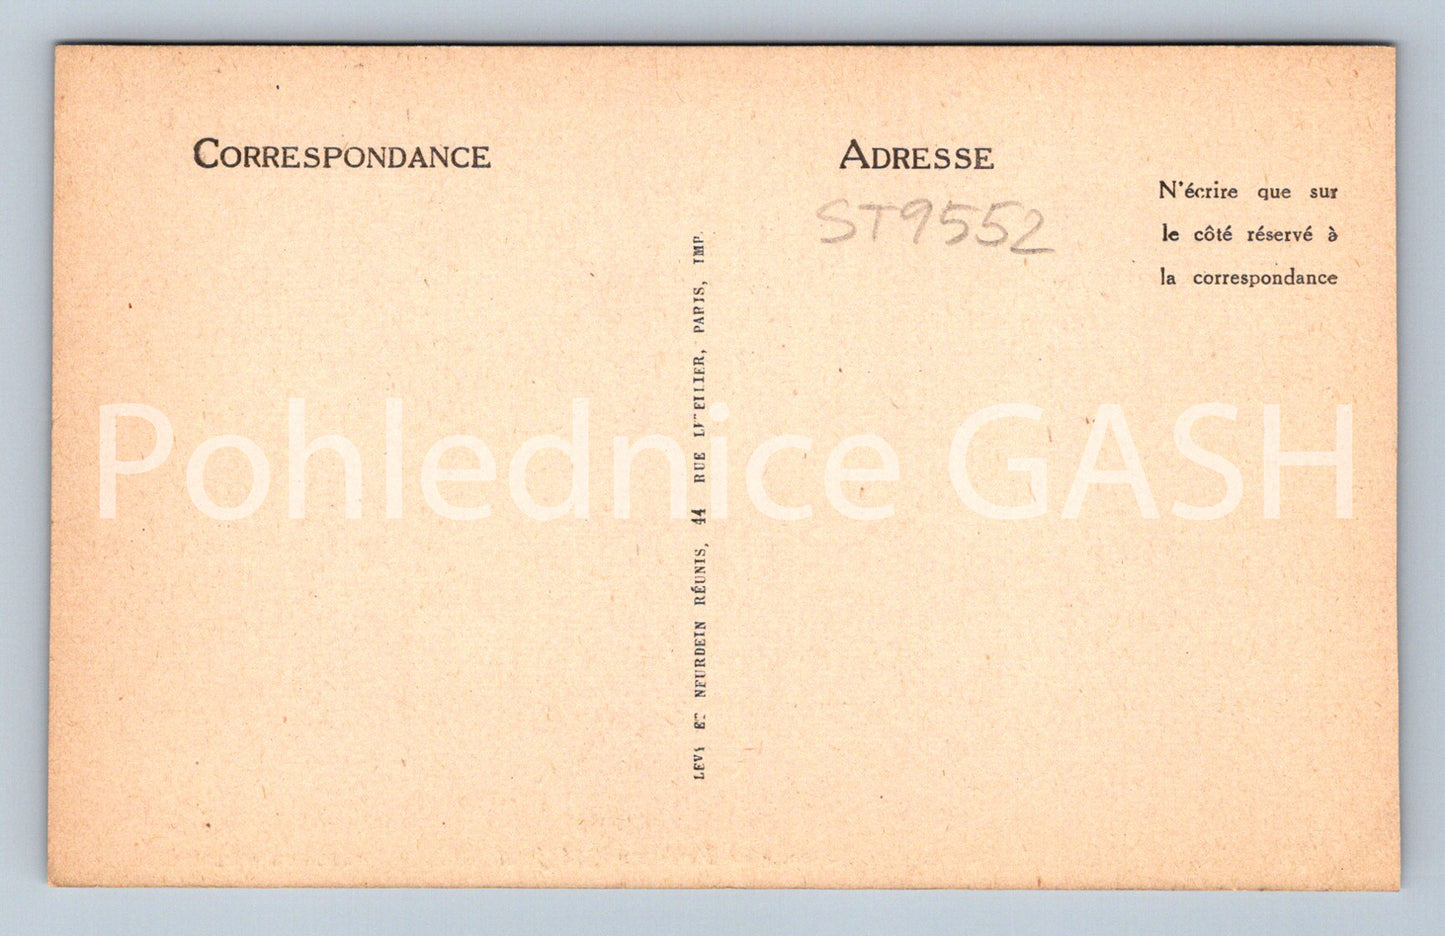 CORRESPONDANCE
ADRESSE
N'écrire que sur
le côté réservé à
la correspondance
ST9552
LEVY ET NEURDEIN RÉUNIS, 44 RUE LETELLIER, PARIS, IMP.
Pohlednice GASH